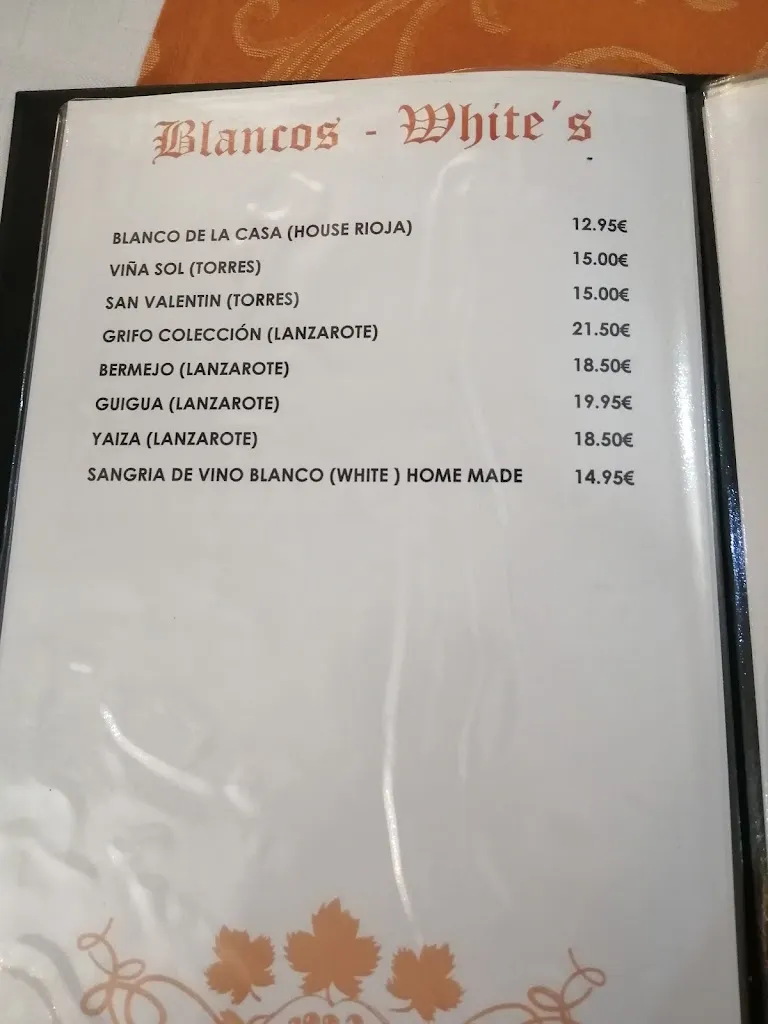 Blancos - White´s
BLANCO DE LA CASA (HOUSE RIOJA) 12.95€
VIÑA SOL (TORRES) 15.00€
SAN VALENTIN (TORRES) 15.00€
GRIFO COLECCIÓN (LANZAROTE) 21.50€
BERMEJO (LANZAROTE) 18.50€
GUIGUA (LANZAROTE) 19.95€
YAIZA (LANZAROTE) 18.50€
SANGRIA DE VINO BLANCO (WHITE ) HOME MADE 14.95€